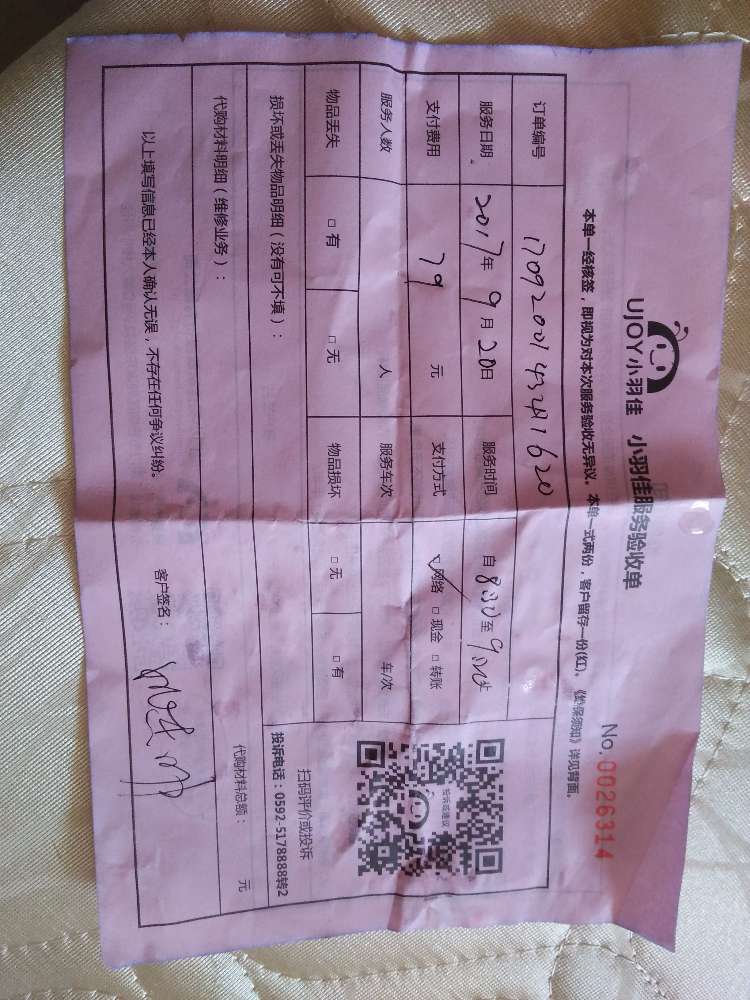 UJOY小羽佳 小羽佳服务验收单
No. 0026314
本单一经核签，即视为对本次服务验收无异议。本单一式两份，客户留存一份(红)。《
须知》详见背面。
订单编号 170920014324 1620
服务日期 2017年 9月 20日 服务时间 自 8:30 至
支付费用 79 元 支付方式 ☑网络 □现金 □转账
服务人数 人 服务车次 车/次
物品丢失 □有 □无 物品损坏 □无 □有
投诉或建议
扫码评价或投诉
投诉电话：0592-5178888转2
损坏或丢失物品明细（没有可不填）：
代购材料明细（维修业务）： 代购材料总额： 元
以上填写信息已经本人确认无误，不存在任何争议纠纷。 客户签名：